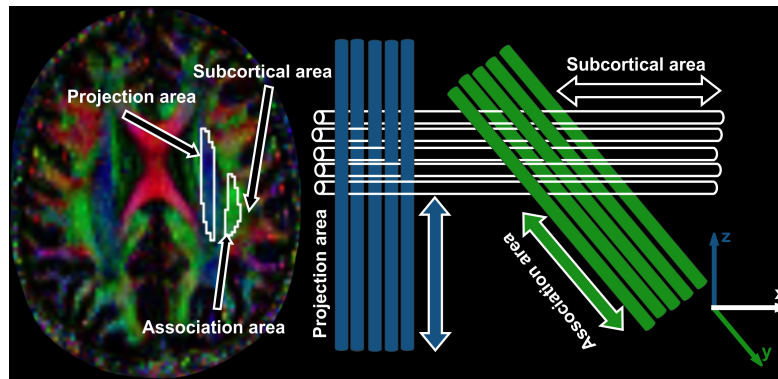 Subcortical area
Projection area
Association area
Subcortical area
Projection area
Association area
z
x
y